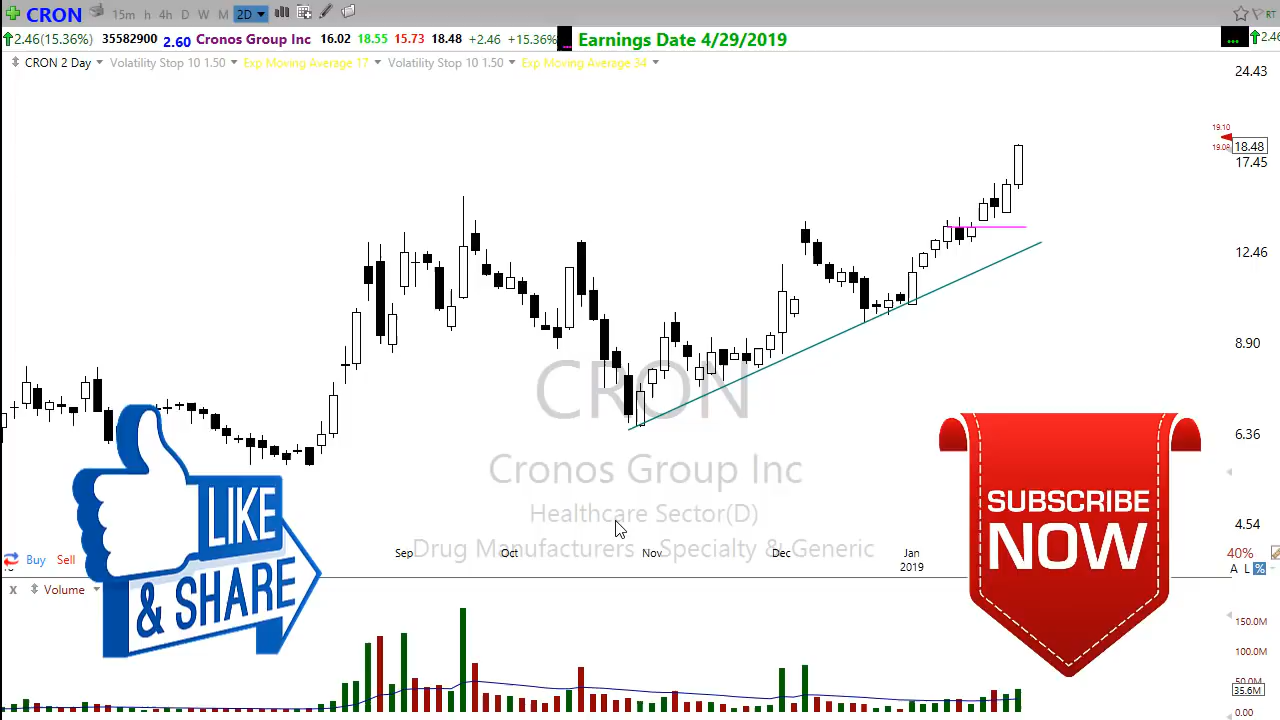 CRON 15m h 4h D W M 2D RT
2.46(15.36%) 35582900 2.60 Cronos Group Inc 16.02 18.55 15.73 18.48 +2.46 +15.36% ... Earnings Date 4/29/2019 ... 2.46
CRON 2 Day Volatility Stop 10 1.50 Exp Moving Average 17 Volatility Stop 10 1.50 Exp Moving Average 34
24.43
19.10
18.48
17.45
12.46
8.90
CRON
6.36
Cronos Group Inc
LIKE
& SHARE
SUBSCRIBE
NOW
Healthcare Sector(D)
4.54
Drug Manufacturers - Specialty & Generic
Buy Sell
Sep Oct Nov Dec Jan
2019
40%
A L %
x Volume
150.0M
100.0M
50.0M
35.6M
0.00